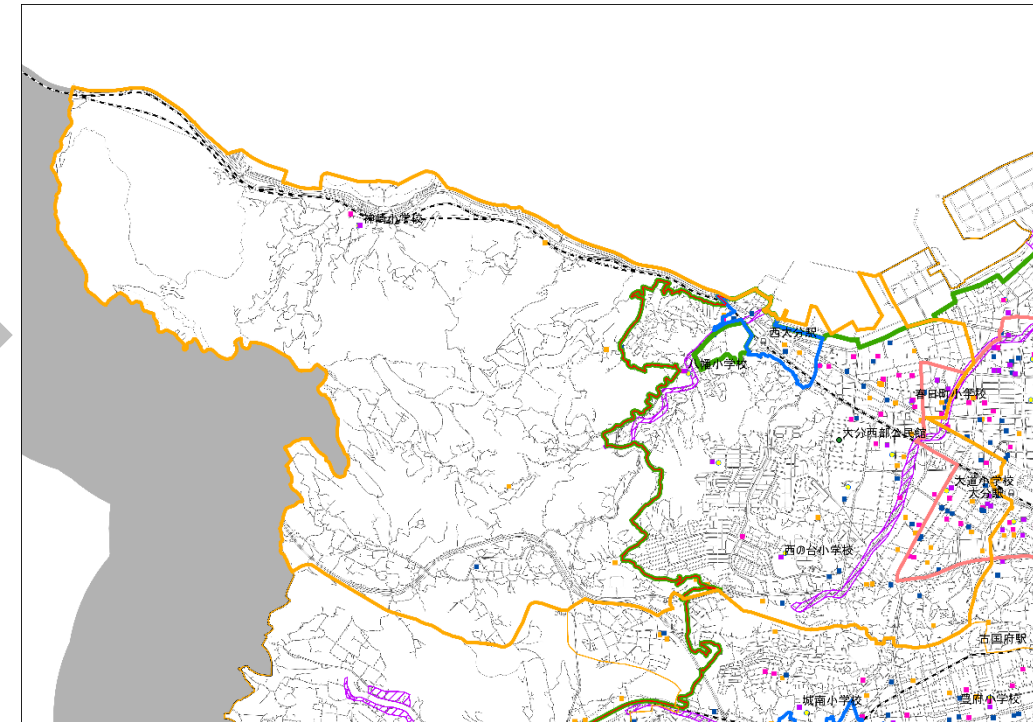 神崎小学校
西大分駅
八幡小学校
春日町小学校
大分西部公民館
大道小学校
大分駅
西の台小学校
古国府駅
城南小学校
豊府小学校